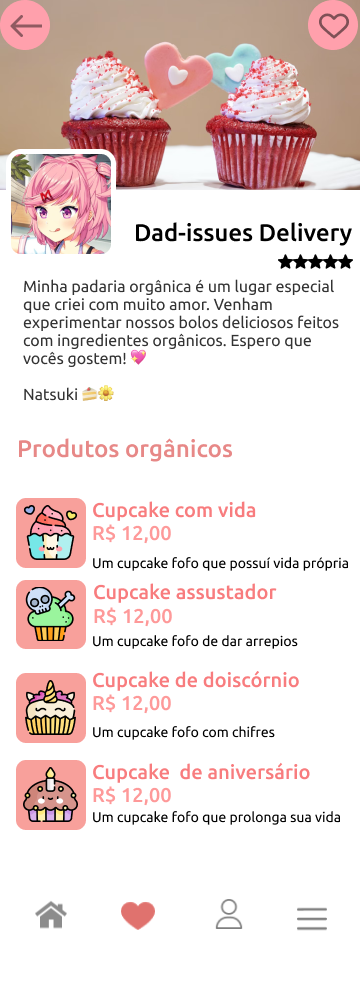 Dad-issues Delivery
Minha padaria orgânica é um lugar especial
que criei com muito amor. Venham
experimentar nossos bolos deliciosos feitos
com ingredientes orgânicos. Espero que
vocês gostem! 💖
Natsuki 🍰🌼
Produtos orgânicos
Cupcake com vida
R$ 12,00
Um cupcake fofo que possuí vida própria
Cupcake assustador
R$ 12,00
Um cupcake fofo de dar arrepios
Cupcake de doiscórnio
R$ 12,00
Um cupcake fofo com chifres
Cupcake de aniversário
R$ 12,00
Um cupcake fofo que prolonga sua vida